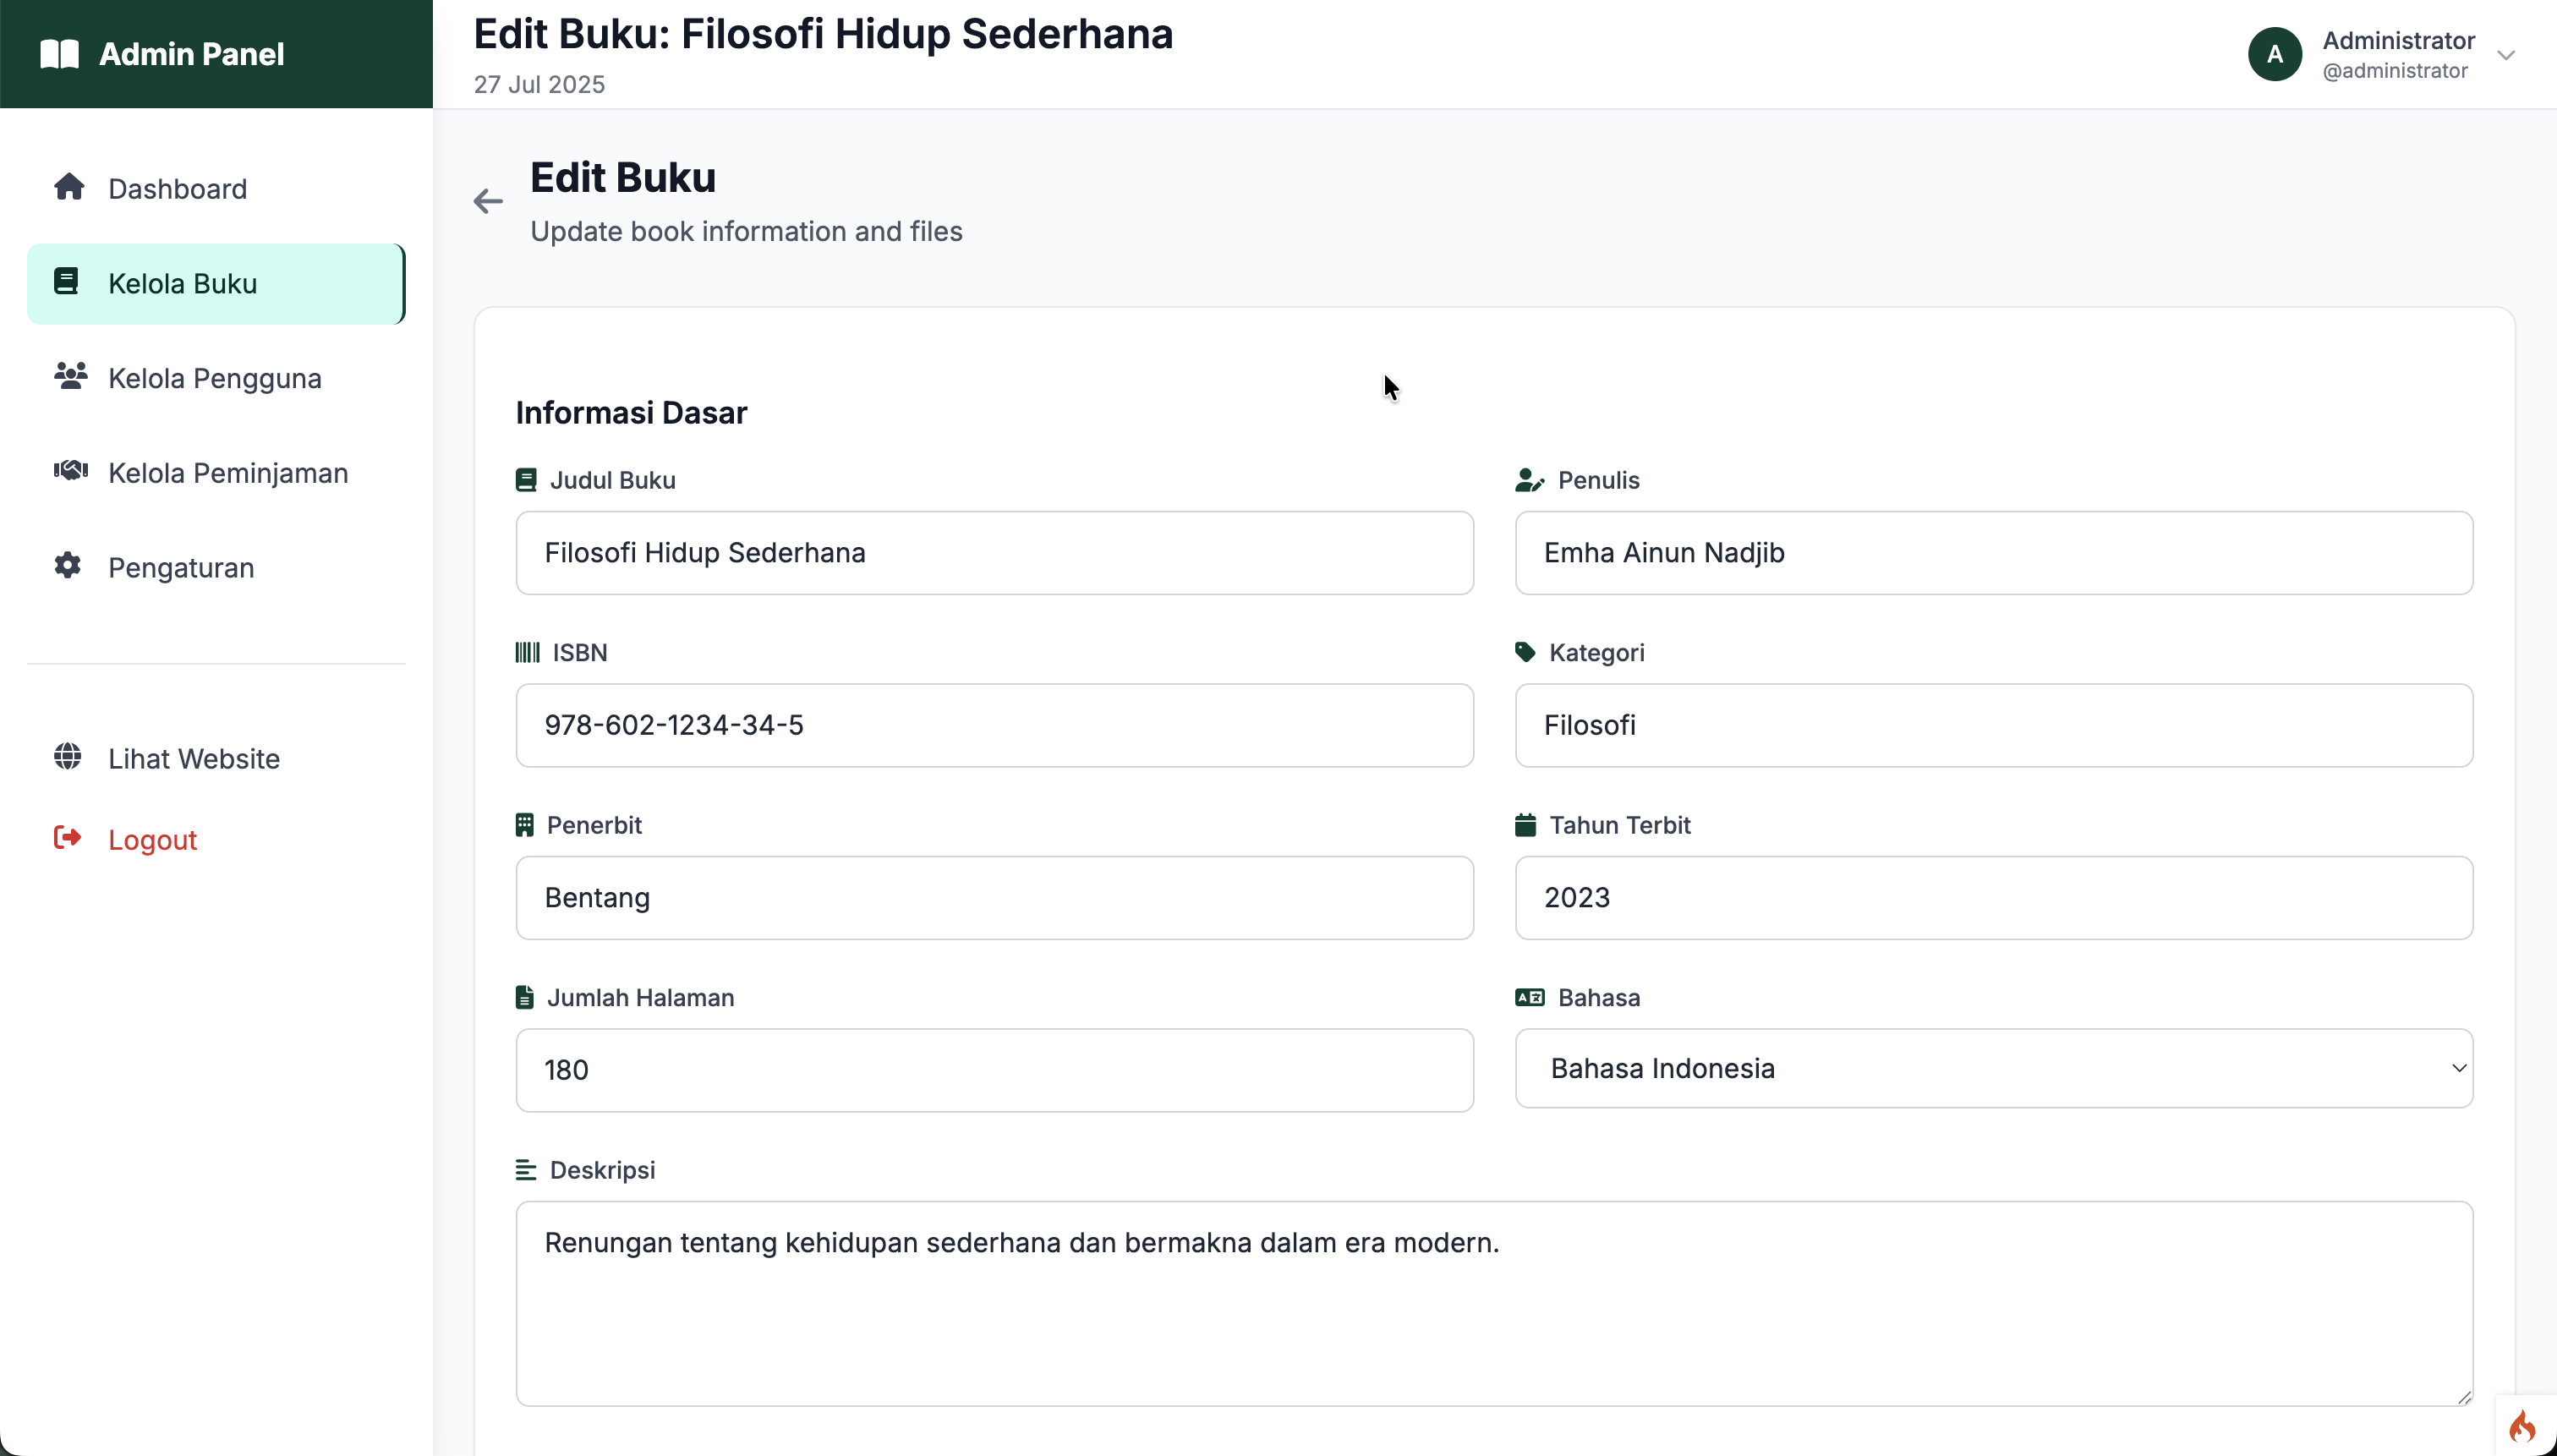 Admin Panel
Edit Buku: Filosofi Hidup Sederhana
27 Jul 2025
A
Administrator
@administrator
Dashboard
Kelola Buku
Kelola Pengguna
Kelola Peminjaman
Pengaturan
Lihat Website
Logout
Edit Buku
Update book information and files
Informasi Dasar
Judul Buku
Filosofi Hidup Sederhana
Penulis
Emha Ainun Nadjib
ISBN
978-602-1234-34-5
Kategori
Filosofi
Penerbit
Bentang
Tahun Terbit
2023
Jumlah Halaman
180
Bahasa
Bahasa Indonesia
Deskripsi
Renungan tentang kehidupan sederhana dan bermakna dalam era modern.